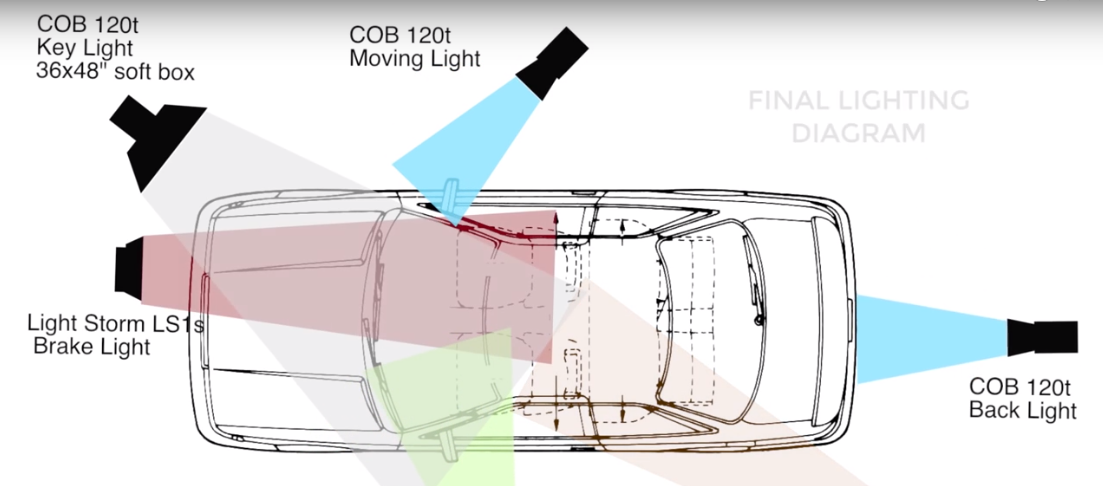 COB 120t
Key Light
36x48" soft box
COB 120t
Moving Light
FINAL LIGHTING
DIAGRAM
Light Storm LS1s
Brake Light
COB 120t
Back Light